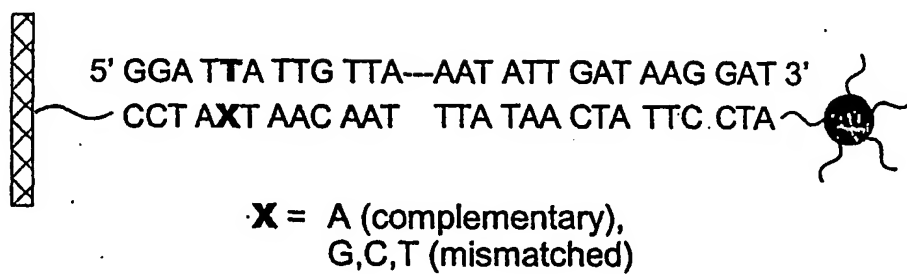 5' GGA TTA TTG TTA---AAT ATT GAT AAG GAT 3'
CCT AXT AAC AAT TTA TAA CTA TTC CTA
X = A (complementary),
G,C,T (mismatched)